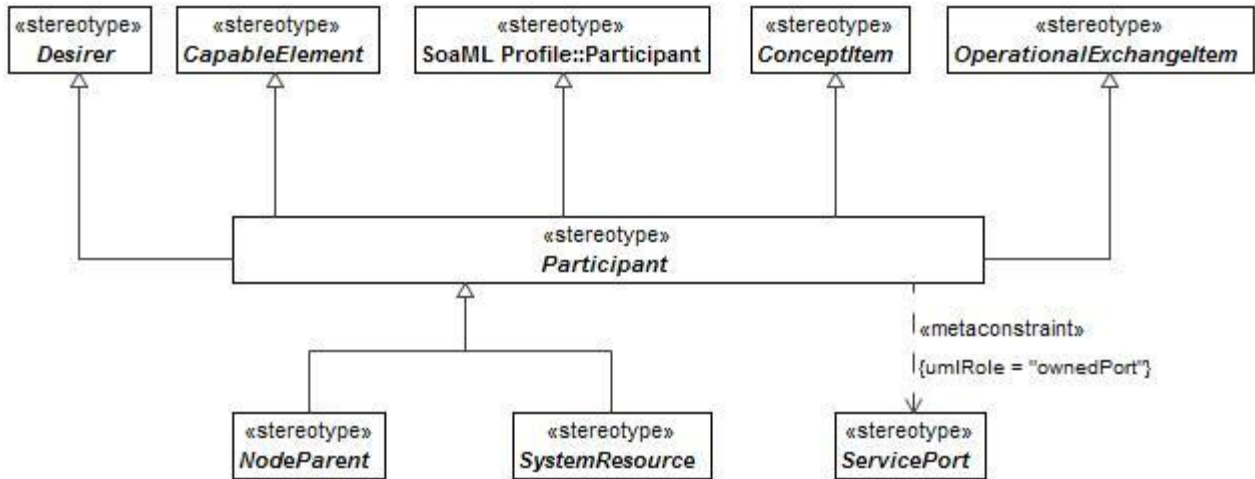 «stereotype»
Desirer
«stereotype»
CapableElement
«stereotype»
SoaML Profile::Participant
«stereotype»
ConceptItem
«stereotype»
OperationalExchangeItem
«stereotype»
Participant
«metaconstraint»
{umlRole = "ownedPort"}
«stereotype»
NodeParent
«stereotype»
SystemResource
«stereotype»
ServicePort